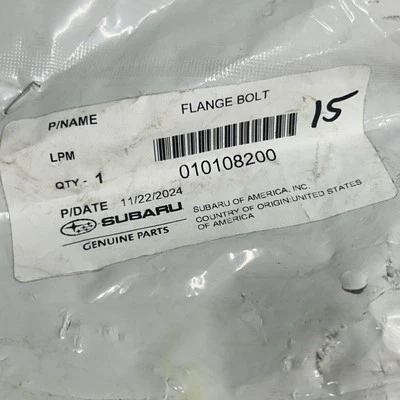 P/NAME FLANGE BOLT
15
LPM
QTY - 1 010108200
P/DATE 11/22/2024
SUBARU
GENUINE PARTS
SUBARU OF AMERICA, INC.
COUNTRY OF ORIGIN:UNITED STATES
OF AMERICA